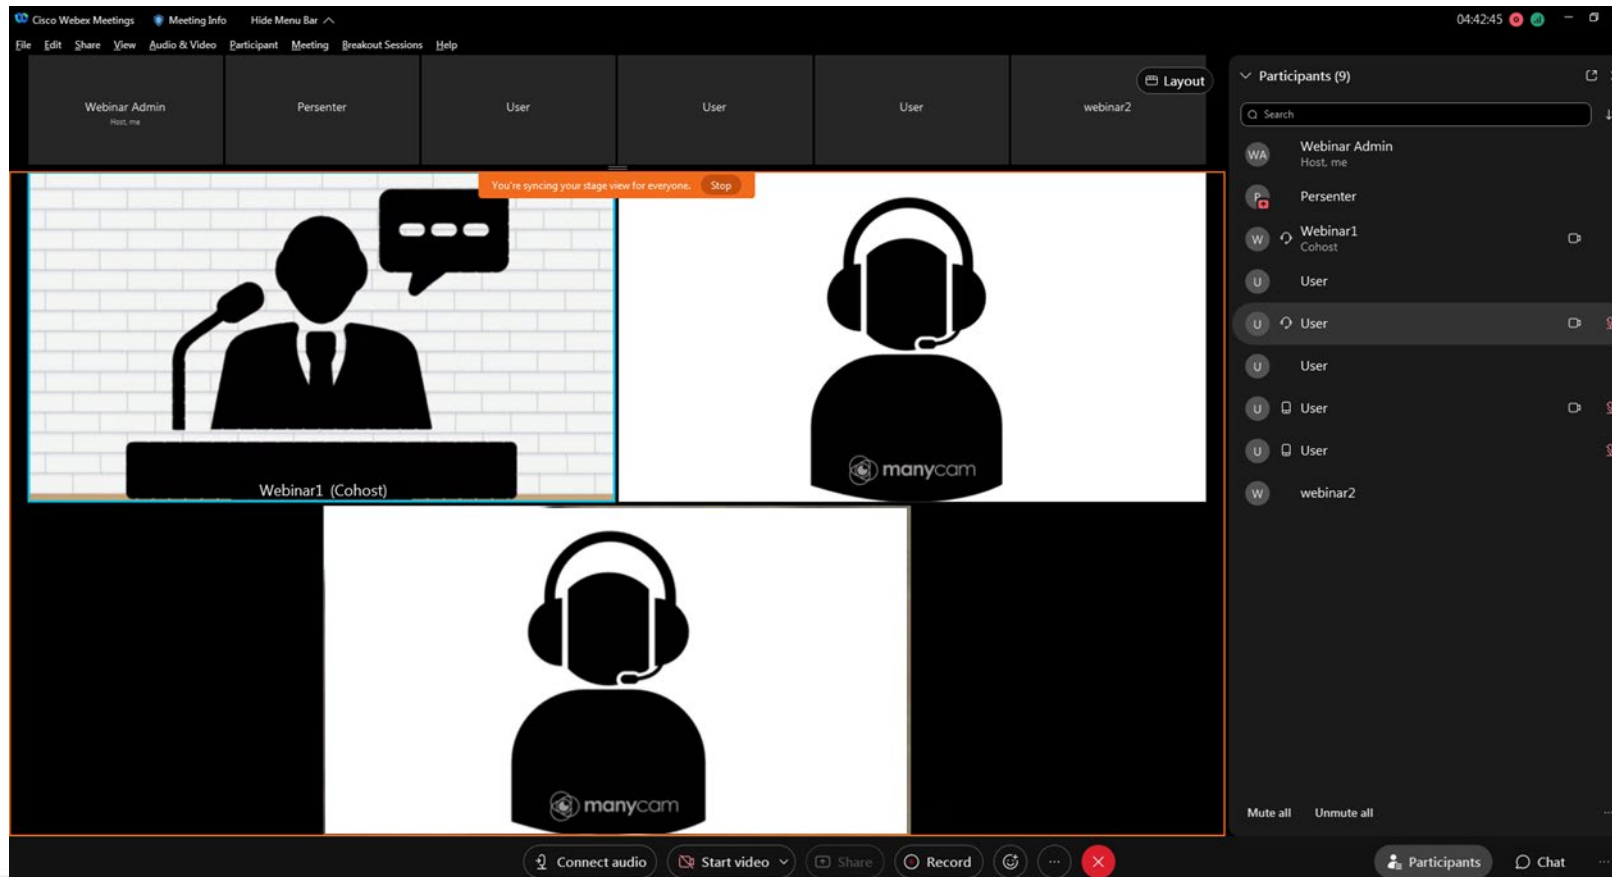 Cisco Webex Meetings Meeting Info Hide Menu Bar 04:42:45
File Edit Share View Audio & Video Participant Meeting Breakout Sessions Help
Layout
Webinar Admin
Host, me
Persenter
User
User
User
webinar2
You're syncing your stage view for everyone. Stop
Webinar1 (Cohost)
manycam
manycam
Participants (9)
Search
WA Webinar Admin
Host, me
P Persenter
W Webinar1
Cohost
U User
U User
U User
U User
U User
W webinar2
Mute all Unmute all
Connect audio Start video Share Record Participants Chat